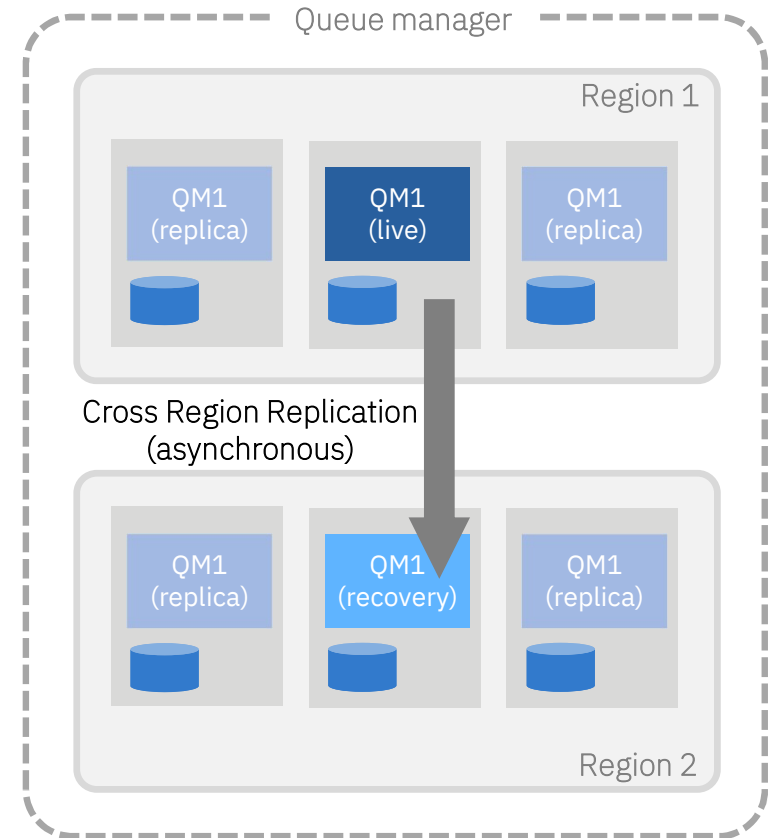 Queue manager
Region 1
QM1
(replica)
QM1
(live)
QM1
(replica)
Cross Region Replication
(asynchronous)
QM1
(replica)
QM1
(recovery)
QM1
(replica)
Region 2